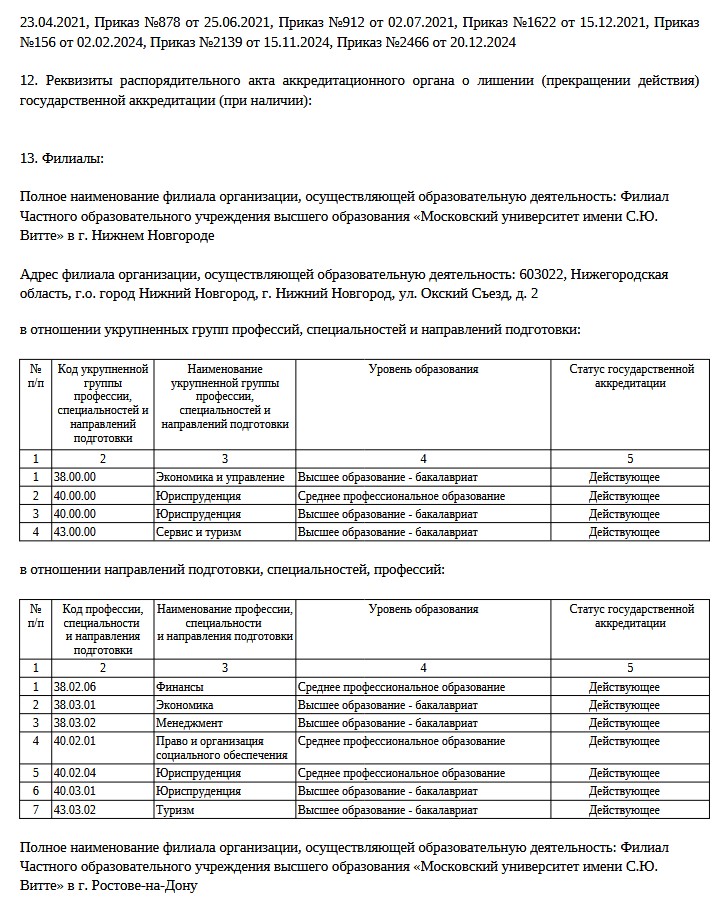 23.04.2021, Приказ №878 от 25.06.2021, Приказ №912 от 02.07.2021, Приказ №1622 от 15.12.2021, Приказ
№156 от 02.02.2024, Приказ №2139 от 15.11.2024, Приказ №2466 от 20.12.2024
12. Реквизиты распорядительного акта аккредитационного органа о лишении (прекращении действия)
государственной аккредитации (при наличии):
13. Филиалы:
Полное наименование филиала организации, осуществляющей образовательную деятельность: Филиал
Частного образовательного учреждения высшего образования «Московский университет имени С.Ю.
Витте» в г. Нижнем Новгороде
Адрес филиала организации, осуществляющей образовательную деятельность: 603022, Нижегородская
область, г.о. город Нижний Новгород, г. Нижний Новгород, ул. Окский Съезд, д. 2
в отношении укрупненных групп профессий, специальностей и направлений подготовки:
№ Код укрупненной Наименование Уровень образования Статус государственной
п/п группы укрупненной группы аккредитации
профессии, профессии,
специальностей и специальностей и
направлений направлений подготовки
подготовки
1 2 3 4 5
1 38.00.00 Экономика и управление Высшее образование - бакалавриат Действующее
2 40.00.00 Юриспруденция Среднее профессиональное образование Действующее
3 40.00.00 Юриспруденция Высшее образование - бакалавриат Действующее
4 43.00.00 Сервис и туризм Высшее образование - бакалавриат Действующее
в отношении направлений подготовки, специальностей, профессий:
№ Код профессии, Наименование профессии, Уровень образования Статус государственной
п/п специальности специальности аккредитации
и направления и направления подготовки
подготовки
1 2 3 4 5
1 38.02.06 Финансы Среднее профессиональное образование Действующее
2 38.03.01 Экономика Высшее образование - бакалавриат Действующее
3 38.03.02 Менеджмент Высшее образование - бакалавриат Действующее
4 40.02.01 Право и организация Среднее профессиональное образование Действующее
социального обеспечения
5 40.02.04 Юриспруденция Среднее профессиональное образование Действующее
6 40.03.01 Юриспруденция Высшее образование - бакалавриат Действующее
7 43.03.02 Туризм Высшее образование - бакалавриат Действующее
Полное наименование филиала организации, осуществляющей образовательную деятельность: Филиал
Частного образовательного учреждения высшего образования «Московский университет имени С.Ю.
Витте» в г. Ростове-на-Дону